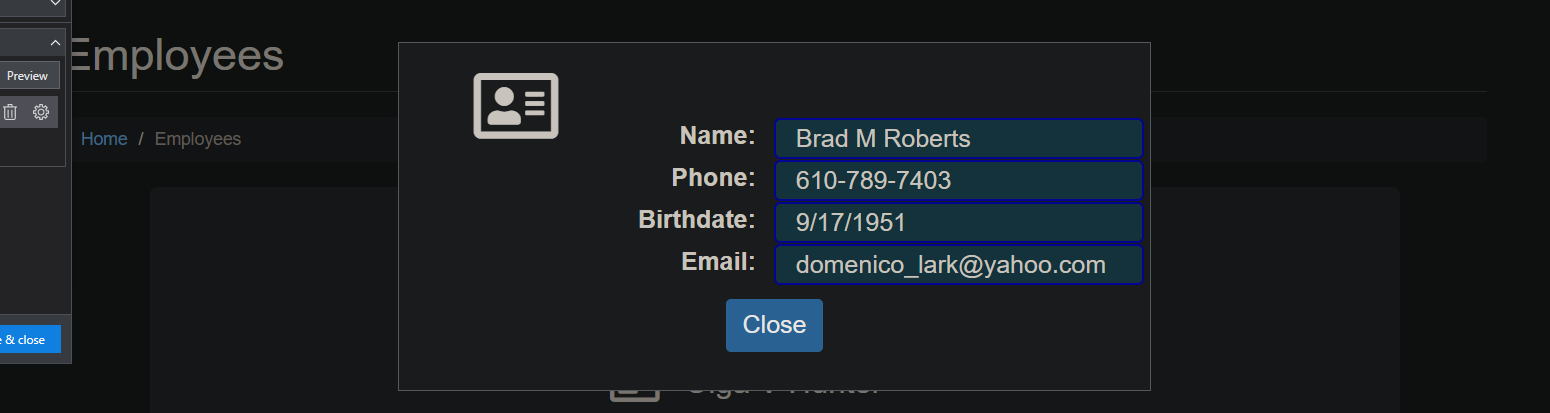 Employees
Preview
Home / Employees
Name: Brad M Roberts
Phone: 610-789-7403
Birthdate: 9/17/1951
Email: domenico_lark@yahoo.com
Close
& close